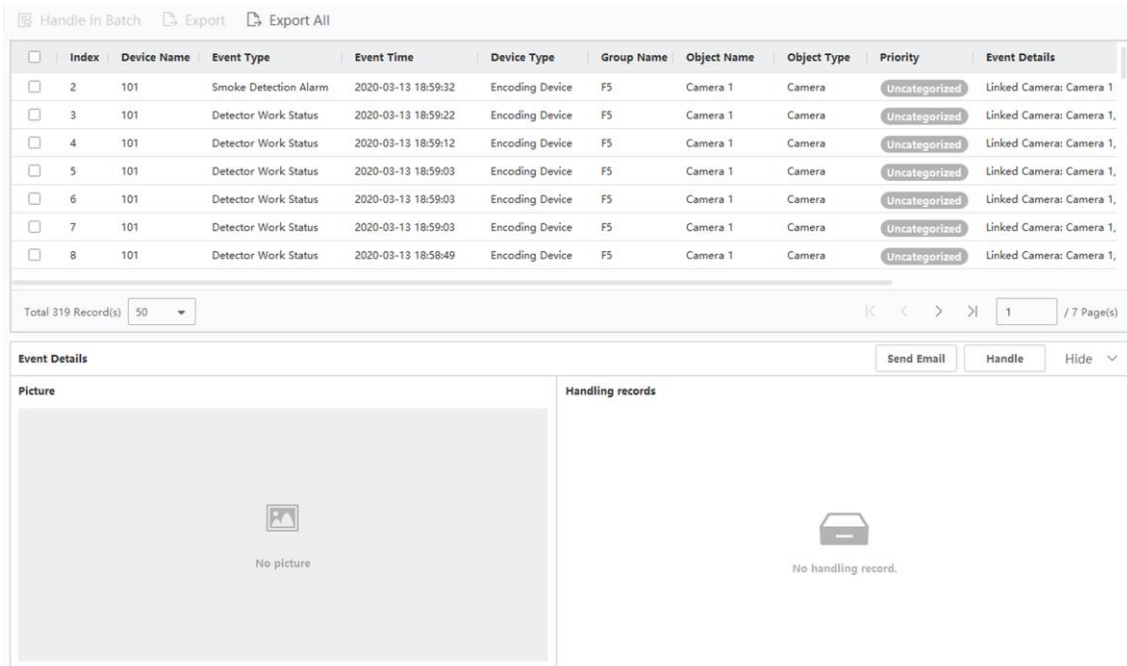 Handle in Batch Export Export All
Index Device Name Event Type Event Time Device Type Group Name Object Name Object Type Priority Event Details
2 101 Smoke Detection Alarm 2020-03-13 18:59:32 Encoding Device F5 Camera 1 Camera Uncategorized Linked Camera: Camera 1
3 101 Detector Work Status 2020-03-13 18:59:22 Encoding Device F5 Camera 1 Camera Uncategorized Linked Camera: Camera 1,
4 101 Detector Work Status 2020-03-13 18:59:12 Encoding Device F5 Camera 1 Camera Uncategorized Linked Camera: Camera 1,
5 101 Detector Work Status 2020-03-13 18:59:03 Encoding Device F5 Camera 1 Camera Uncategorized Linked Camera: Camera 1,
6 101 Detector Work Status 2020-03-13 18:59:03 Encoding Device F5 Camera 1 Camera Uncategorized Linked Camera: Camera 1,
7 101 Detector Work Status 2020-03-13 18:59:03 Encoding Device F5 Camera 1 Camera Uncategorized Linked Camera: Camera 1,
8 101 Detector Work Status 2020-03-13 18:58:49 Encoding Device F5 Camera 1 Camera Uncategorized Linked Camera: Camera 1,
Total 319 Record(s) 50 1 / 7 Page(s)
Event Details Send Email Handle Hide
Picture Handling records
No picture
No handling record.